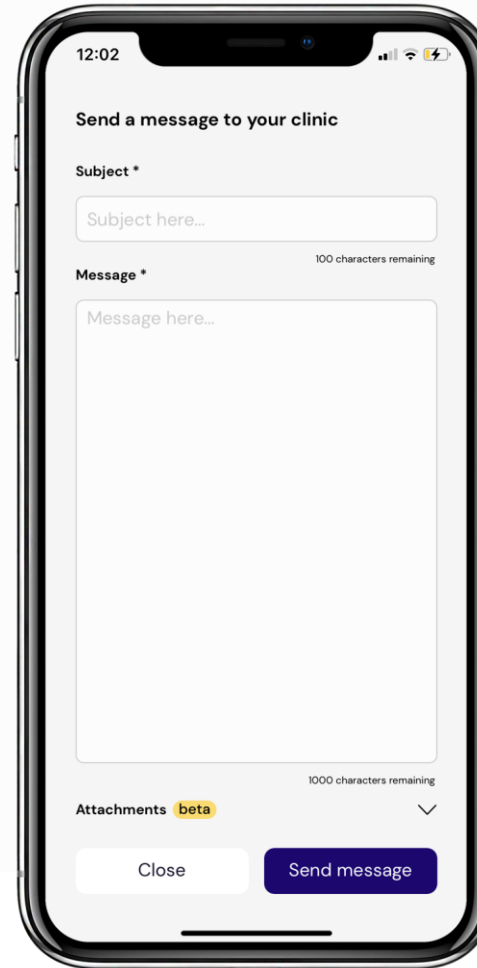 12:02
Send a message to your clinic
Subject *
Subject here...
100 characters remaining
Message *
Message here...
1000 characters remaining
Attachments beta
Close Send message